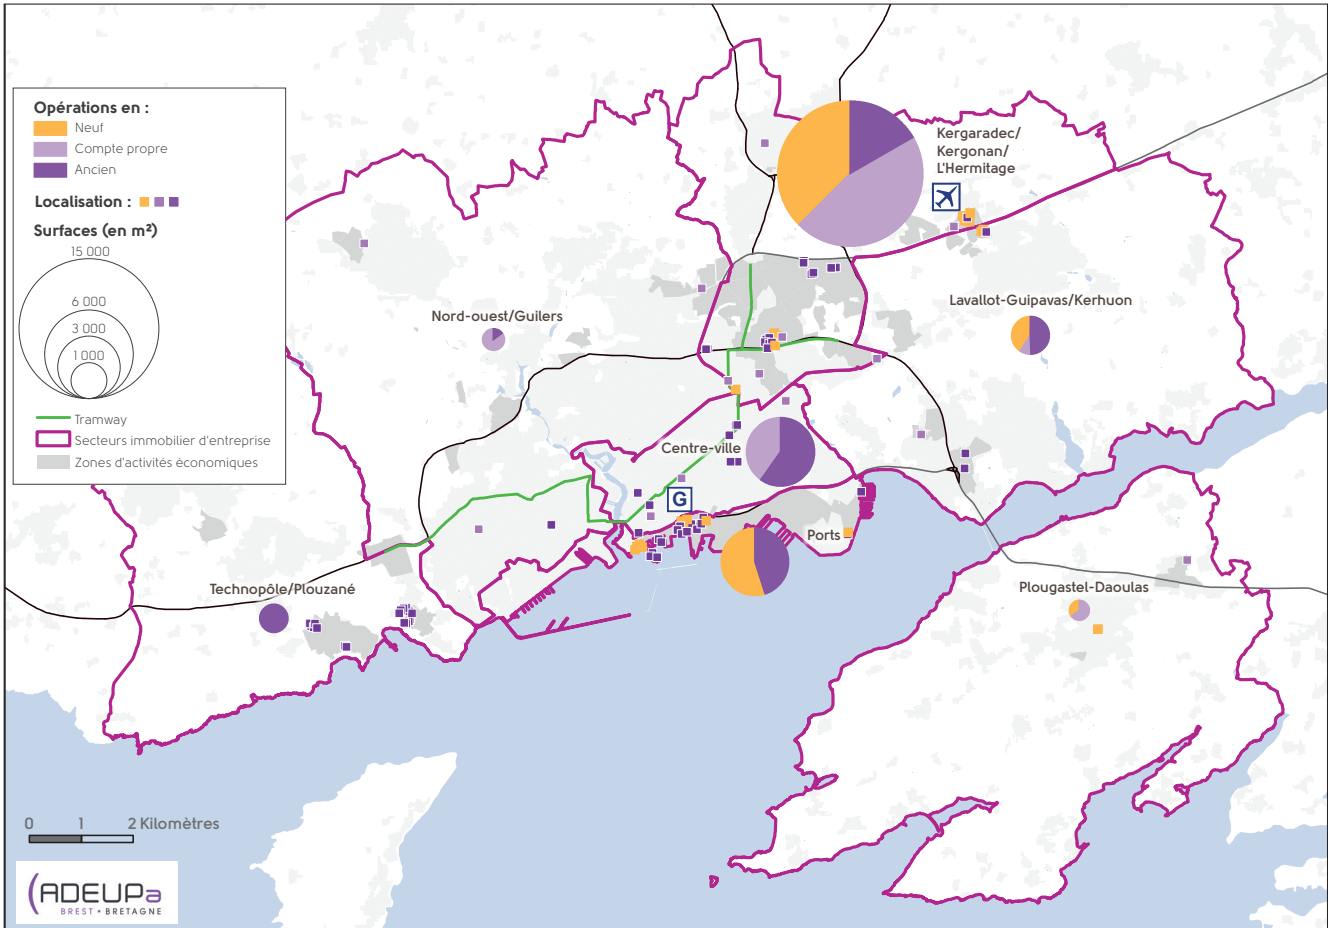 Opérations en :
Neuf
Compte propre
Ancien
Localisation :
Surfaces (en m²)
15 000
6 000
3 000
1 000
Tramway
Secteurs immobilier d'entreprise
Zones d'activités économiques
Kergaradec/
Kergonan/
L'Hermitage
Lavallot-Guipavas/Kerhuon
Nord-ouest/Guilers
Centre-ville
G
Ports
Technopôle/Plouzané
Plougastel-Daoulas
0 1 2 Kilomètres
ADEUPa
BREST • BRETAGNE